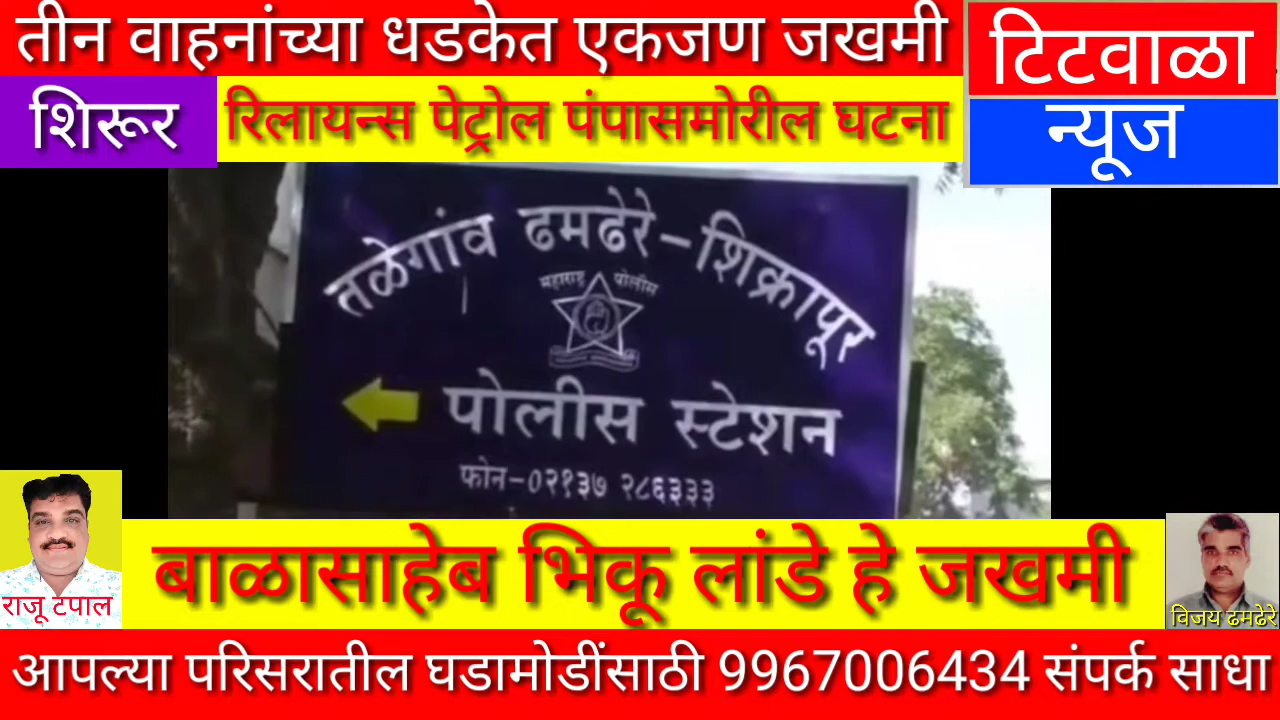 तीन वाहनांच्या धडकेत एकजण जखमी
टिटवाळा
न्यूज
शिरूर
रिलायन्स पेट्रोल पंपासमोरील घटना
तळेगांव ढमढेरे-शिक्रापूर
महाराष्ट्र पोलीस
पोलीस स्टेशन
फोन-०२१३७ २८६३३३
बाळासाहेब भिकू लांडे हे जखमी
राजू टपाल
विजय ढमढेरे
आपल्या परिसरातील घडामोडींसाठी 9967006434 संपर्क साधा